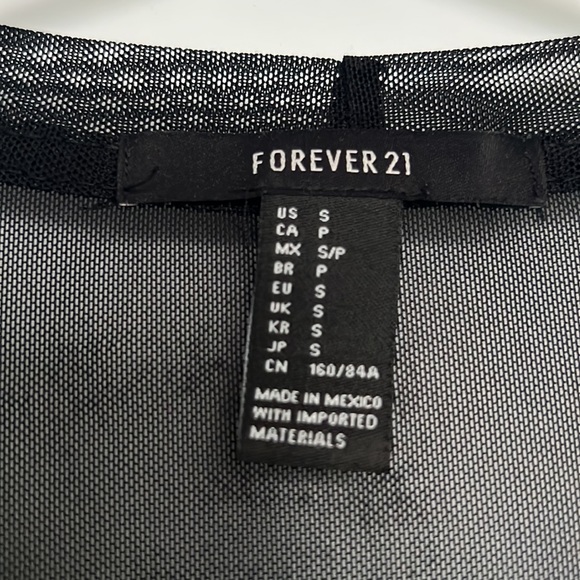 FOREVER 21
US S
CA P
MX S/P
BR P
EU S
UK S
KR S
JP S
CN 160/84A
MADE IN MEXICO
WITH IMPORTED
MATERIALS